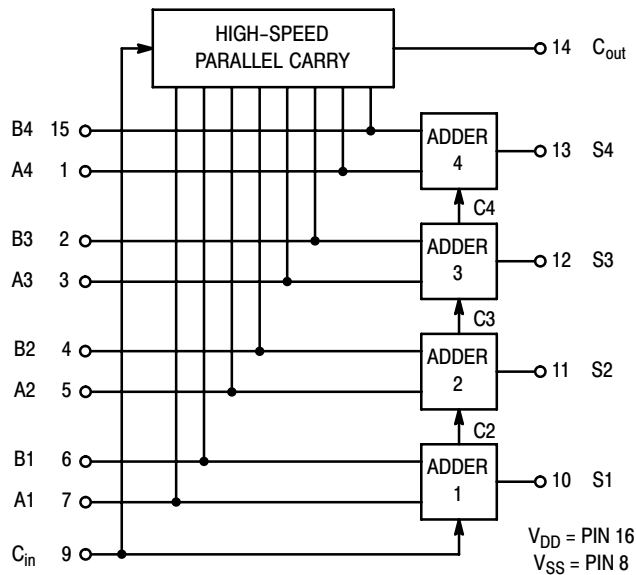 HIGH-SPEED
PARALLEL CARRY
14 Cout
B4 15
A4 1
ADDER
4
13 S4
C4
B3 2
A3 3
ADDER
3
12 S3
C3
B2 4
A2 5
ADDER
2
11 S2
C2
B1 6
A1 7
ADDER
1
10 S1
Cin 9
VDD = PIN 16
VSS = PIN 8